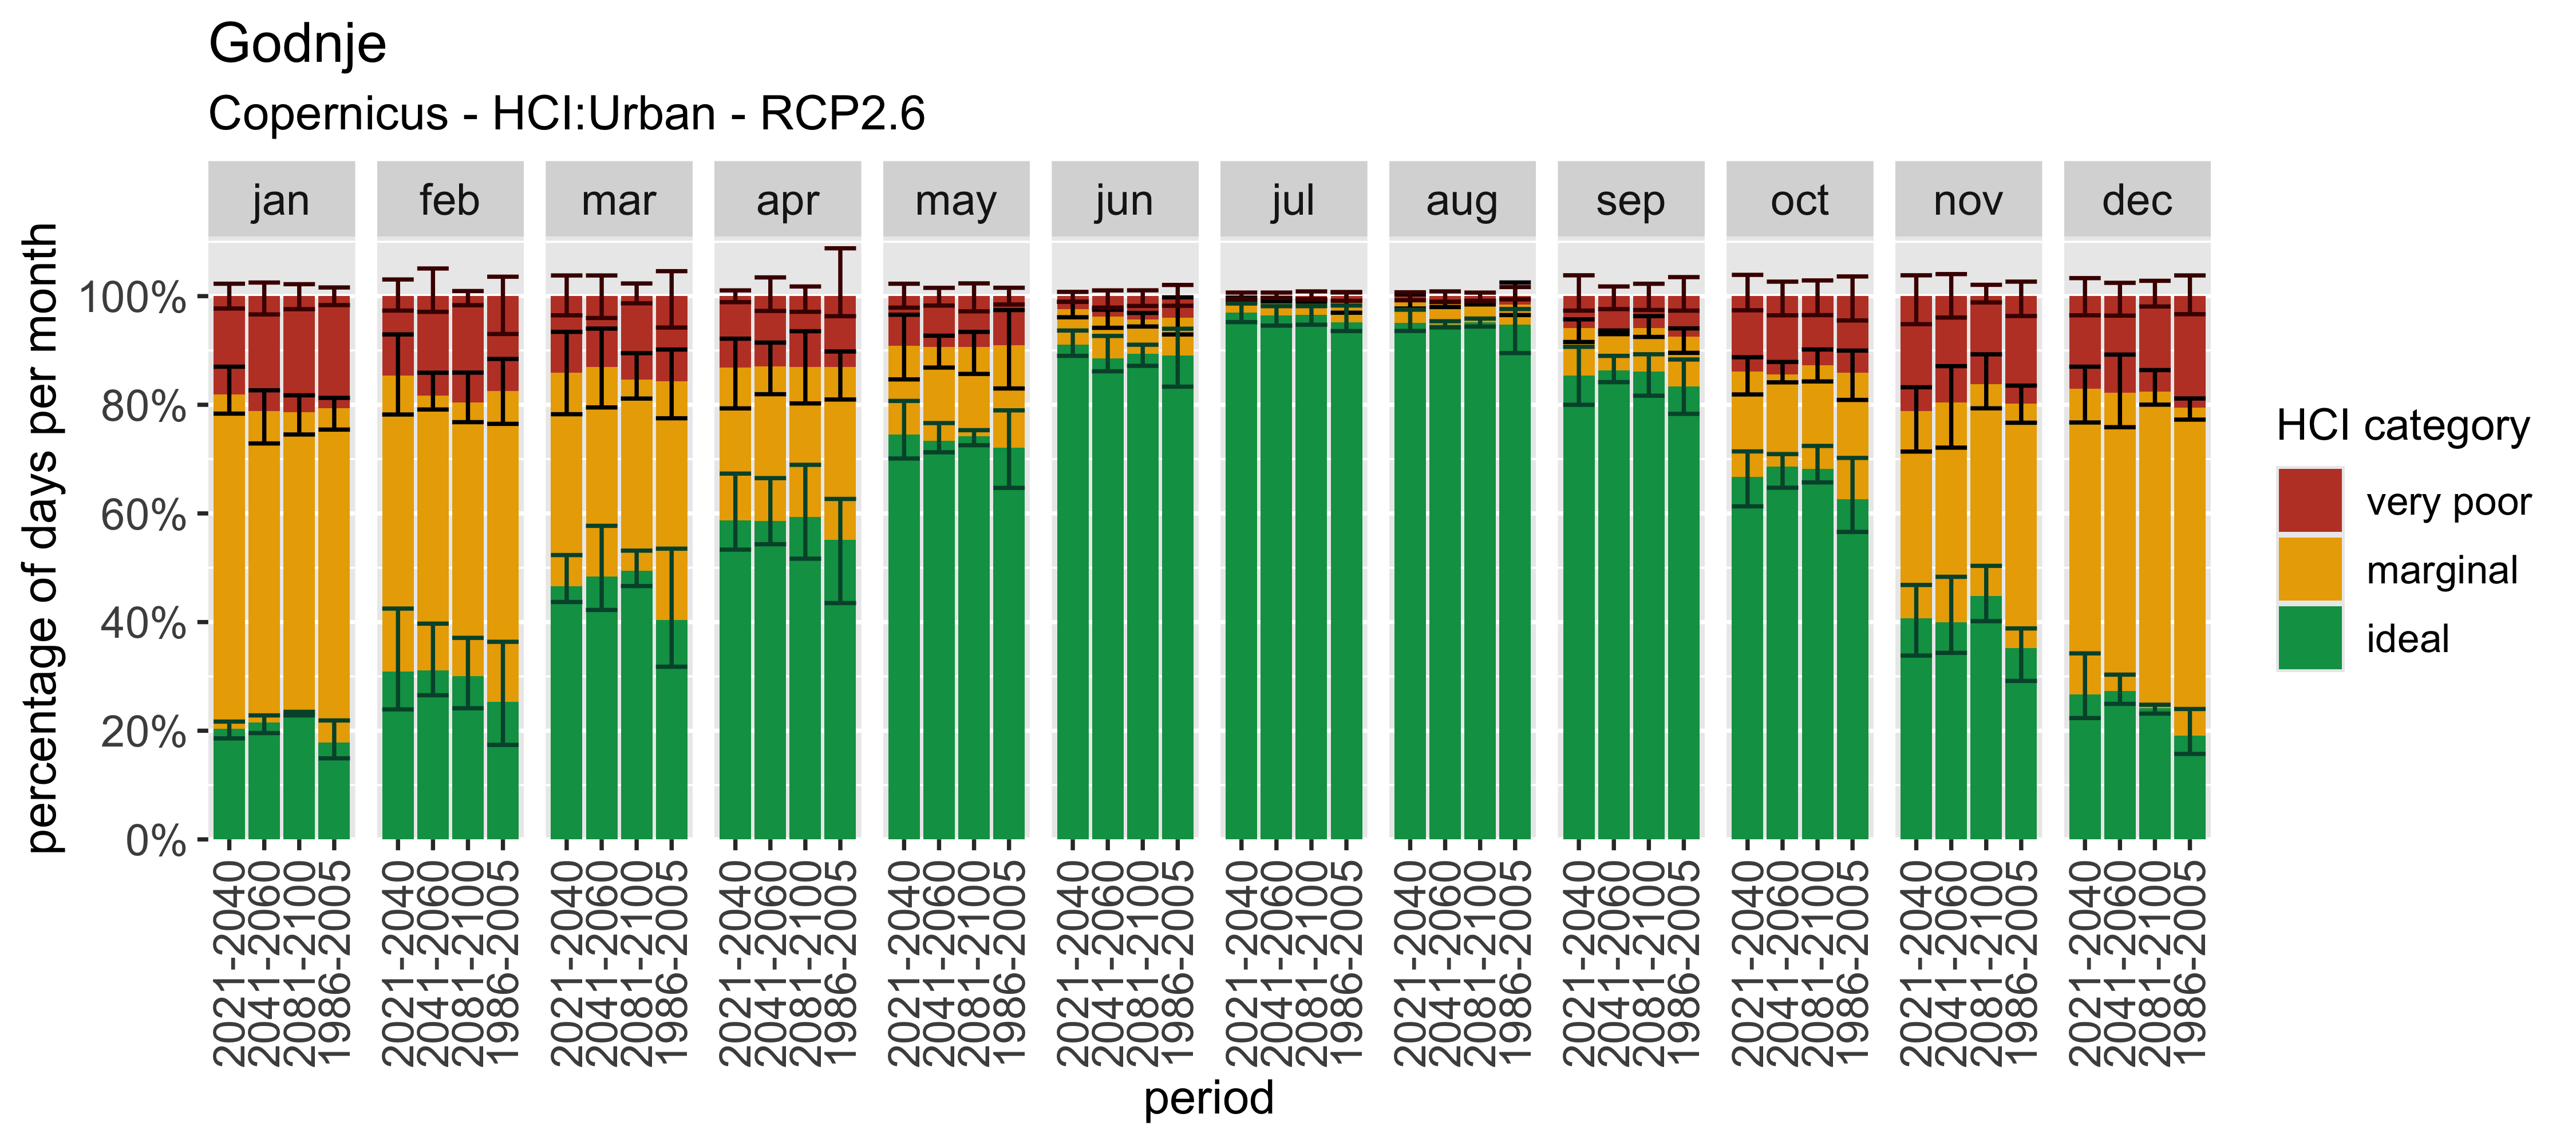 Godnje
Copernicus - HCI:Urban - RCP2.6
jan feb mar apr may jun jul aug sep oct nov dec
percentage of days per month
100%
80%
60%
40%
20%
0%
2021-2040 2041-2060 2081-2100 1986-2005 2021-2040 2041-2060 2081-2100 1986-2005 2021-2040 2041-2060 2081-2100 1986-2005 2021-2040 2041-2060 2081-2100 1986-2005 2021-2040 2041-2060 2081-2100 1986-2005 2021-2040 2041-2060 2081-2100 1986-2005 2021-2040 2041-2060 2081-2100 1986-2005 2021-2040 2041-2060 2081-2100 1986-2005 2021-2040 2041-2060 2081-2100 1986-2005 2021-2040 2041-2060 2081-2100 1986-2005 2021-2040 2041-2060 2081-2100 1986-2005 2021-2040 2041-2060 2081-2100 1986-2005
period
HCI category
very poor
marginal
ideal